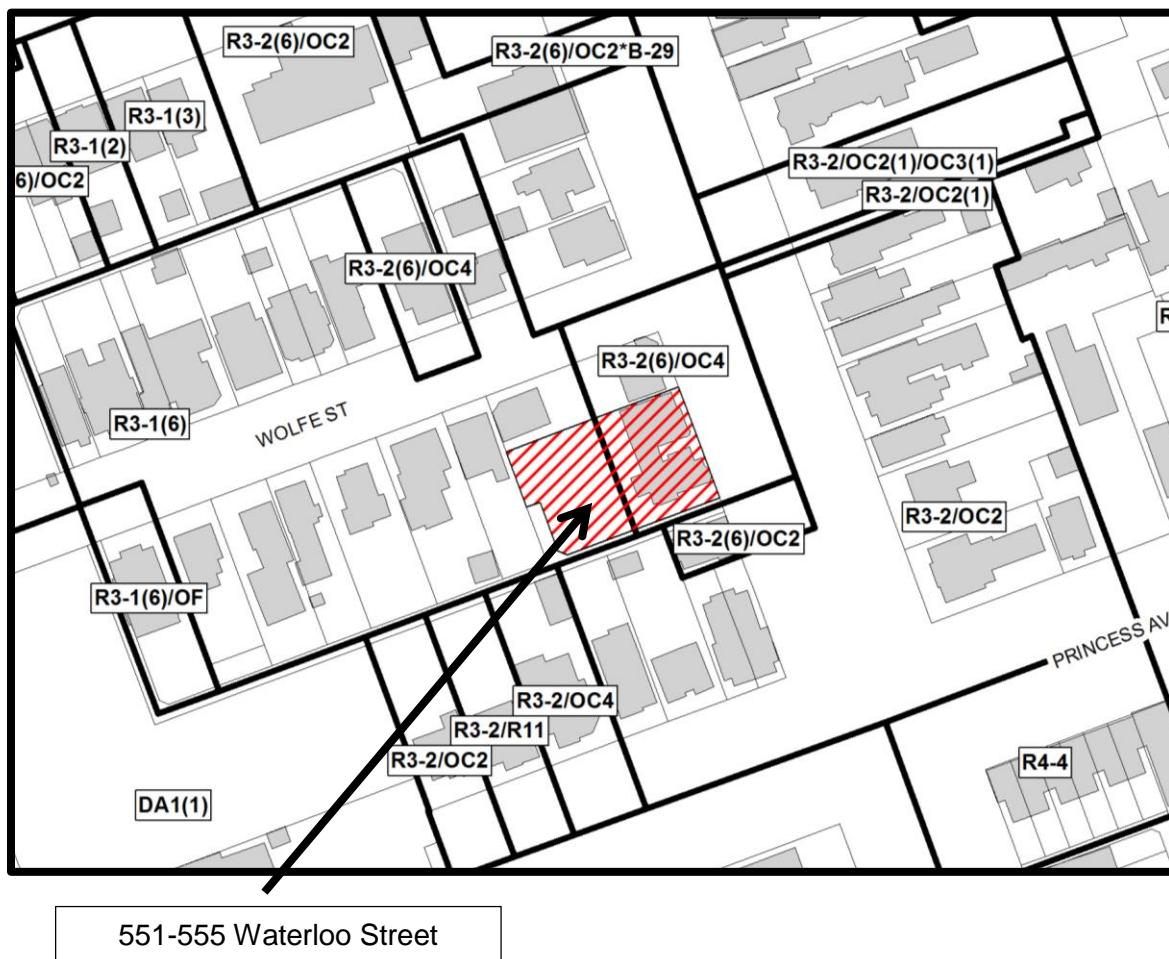 R3-2(6)/OC2
R3-2(6)/OC2*B-29
R3-1(3)
R3-1(2)
6)/OC2
R3-2/OC2(1)/OC3(1)
R3-2/OC2(1)
R3-2(6)/OC4
R
R3-2(6)/OC4
R3-1(6)
WOLFE ST
R3-2/OC2
R3-2(6)/OC2
R3-1(6)/OF
PRINCESS AV
R3-2/OC4
R3-2/R11
R3-2/OC2
R4-4
DA1(1)
551-555 Waterloo Street